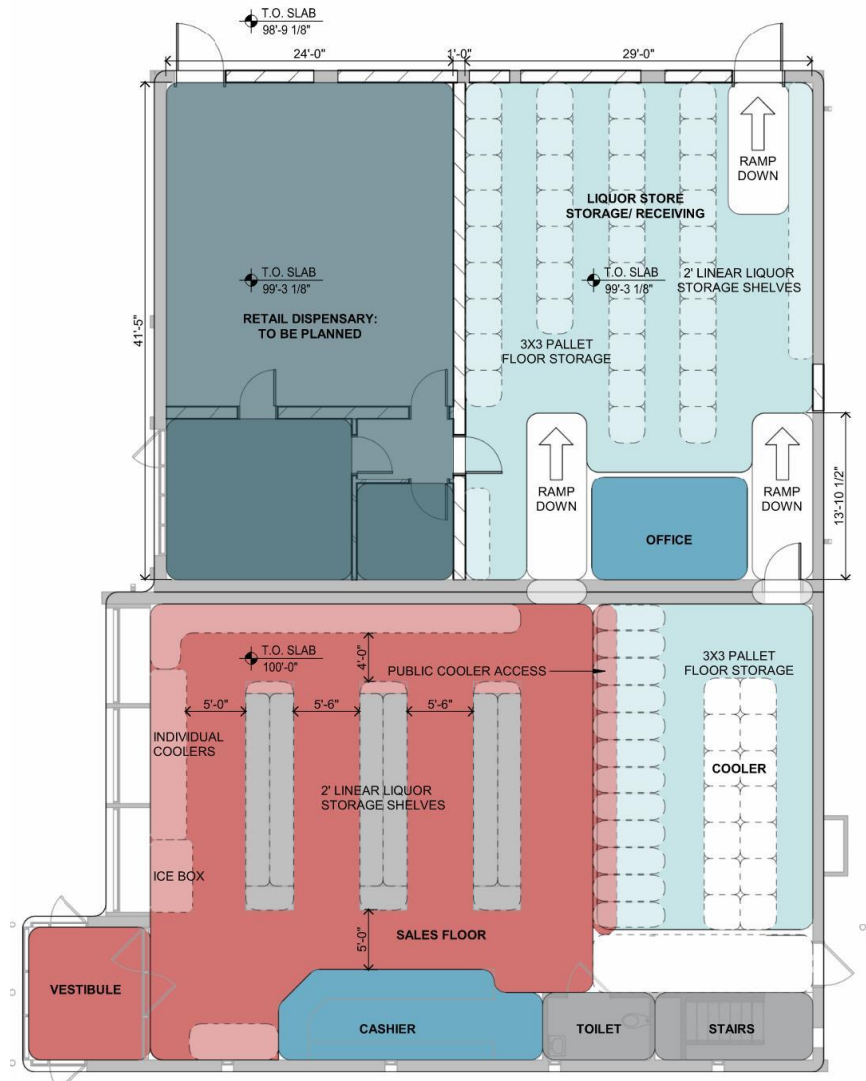 T.O. SLAB
98'-9 1/8"
24'-0"
1'-0"
29'-0"
41'-5"
RAMP
DOWN
LIQUOR STORE
STORAGE/ RECEIVING
T.O. SLAB
99'-3 1/8"
T.O. SLAB
99'-3 1/8"
2' LINEAR LIQUOR
STORAGE SHELVES
RETAIL DISPENSARY:
TO BE PLANNED
3X3 PALLET
FLOOR STORAGE
RAMP
DOWN
RAMP
DOWN
13'-10 1/2"
OFFICE
T.O. SLAB
100'-0"
4'-0"
PUBLIC COOLER ACCESS
3X3 PALLET
FLOOR STORAGE
5'-0"
5'-6"
5'-6"
INDIVIDUAL
COOLERS
COOLER
2' LINEAR LIQUOR
STORAGE SHELVES
ICE BOX
5'-0"
SALES FLOOR
VESTIBULE
CASHIER
TOILET
STAIRS